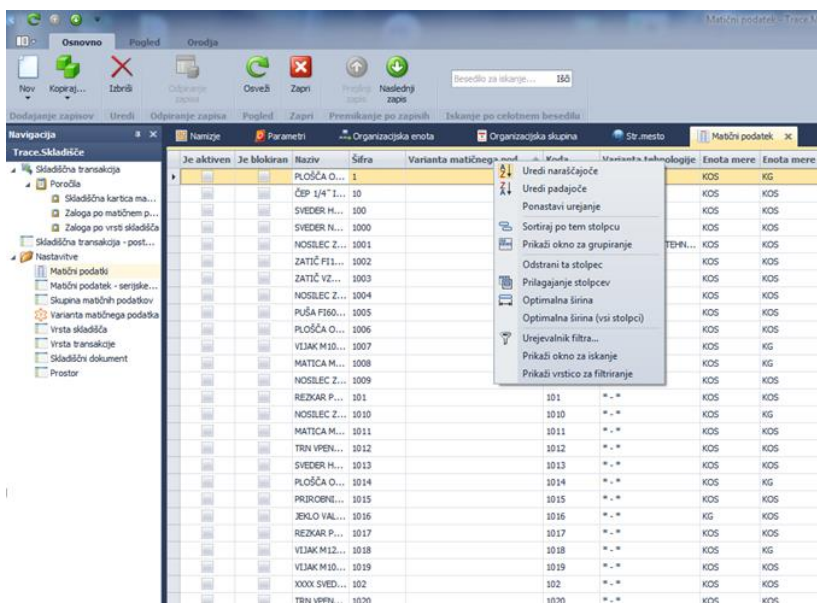 Matični podatek - Trace.
Osnovno Pogled Orodja
Nov Kopiraj... Izbriši Odpiranje zapisa Osveži Zapri Prejšnji zapis Naslednji zapis Besedilo za iskanje... Išči
Dodajanje zapisov Uredi Odpiranje zapisa Pogled Zapri Premikanje po zapisih Iskanje po celotnem besedilu
Navigacija
Namizje Parametri Organizacijska enota Organizacijska skupina Str.mesto Matični podatek
Trace.Skladišče
Skladiščna transakcija
Poročila
Skladiščna kartica ma...
Zaloga po matičnem p...
Zaloga po vrsti skladišča
Skladiščna transakcija - post...
Nastavitve
Matični podatki
Matični podatek - serijske...
Skupina matičnih podatkov
Varianta matičnega podatka
Vrsta skladišča
Vrsta transakcije
Skladiščni dokument
Prostor
Je aktiven Je blokiran Naziv Šifra Varianta matičnega pod... Koda Varianta tehnologije Enota mere Enota mere
PLOŠČA O... 1 KOS KG
ČEP 1/4"I... 10 KOS KOS
SVEDER H... 100 KOS KOS
SVEDER N... 1000 KOS KOS
NOSILEC Z... 1001 TEHN... KOS KOS
ZATIČ FI1... 1002 KOS KOS
ZATIČ VZ... 1003 KOS KOS
NOSILEC Z... 1004 KOS KOS
PUŠA FI60... 1005 KOS KOS
PLOŠČA O... 1006 KOS KOS
VIJAK M10... 1007 KOS KG
MATICA M... 1008 KOS KG
NOSILEC Z... 1009 KOS KOS
REZKAR P... 101 101 * - * KOS KOS
NOSILEC Z... 1010 1010 * - * KOS KG
MATICA M... 1011 1011 * - * KOS KOS
TRN VPEN... 1012 1012 * - * KOS KOS
SVEDER H... 1013 1013 * - * KOS KOS
PLOŠČA O... 1014 1014 * - * KOS KG
PRIROBNI... 1015 1015 * - * KOS KOS
JEKLO VAL... 1016 1016 * - * KG KOS
REZKAR P... 1017 1017 * - * KOS KOS
VIJAK M12... 1018 1018 * - * KOS KG
VIJAK M10... 1019 1019 * - * KOS KOS
XXXX SVED... 102 102 * - * KOS KOS
TRN VPEN... 1020 1020 * - * KOS KOS
Uredi naraščajoče
Uredi padajoče
Ponastavi urejanje
Sortiraj po tem stolpcu
Prikaži okno za grupiranje
Odstrani ta stolpec
Prilagajanje stolpcev
Optimalna širina
Optimalna širina (vsi stolpci)
Urejevalnik filtra...
Prikaži okno za iskanje
Prikaži vrstico za filtriranje